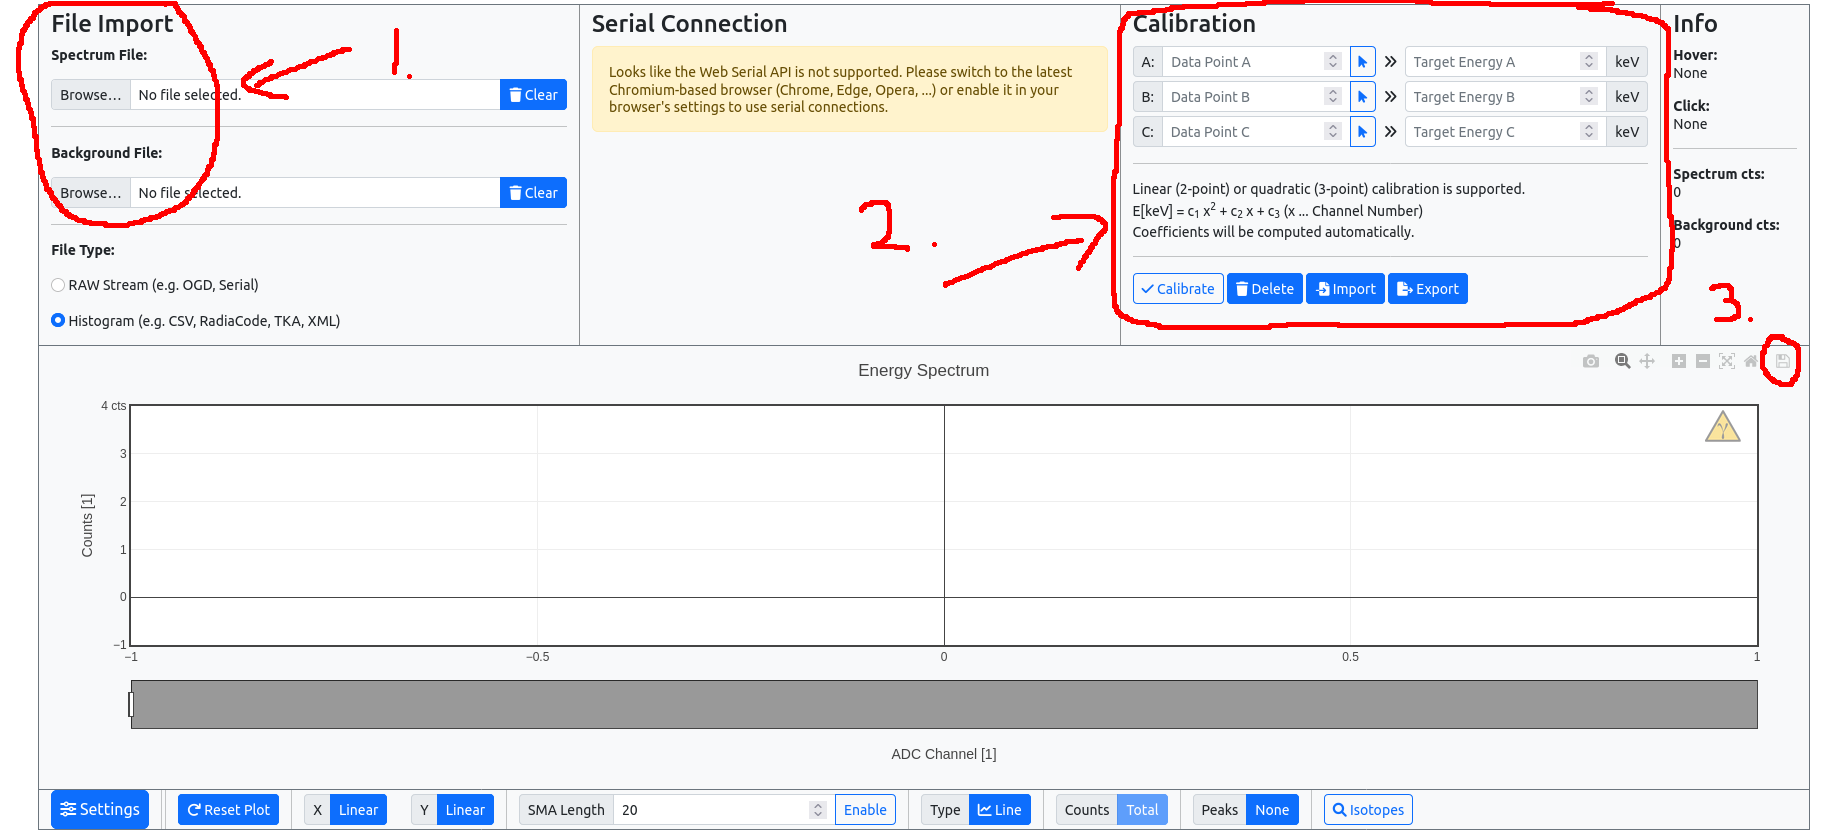 File Import
Spectrum File:
Browse... No file selected. Clear
Background File:
Browse... No file selected. Clear
File Type:
RAW Stream (e.g. OGD, Serial)
Histogram (e.g. CSV, RadiaCode, TKA, XML)
1.
Serial Connection
Looks like the Web Serial API is not supported. Please switch to the latest
Chromium-based browser (Chrome, Edge, Opera, ...) or enable it in your
browser's settings to use serial connections.
2.
Calibration
A: Data Point A Target Energy A keV
B: Data Point B Target Energy B keV
C: Data Point C Target Energy C keV
Linear (2-point) or quadratic (3-point) calibration is supported.
E[keV] = c₁ x² + c₂ x + c₃ (x ... Channel Number)
Coefficients will be computed automatically.
Calibrate Delete Import Export
Info
Hover:
None
Click:
None
Spectrum cts:
0
Background cts:
0
3.
Energy Spectrum
4 cts
3
2
1
0
−1
Counts [1]
γ
−1 −0.5 0 0.5 1
ADC Channel [1]
Settings Reset Plot X Linear Y Linear SMA Length 20 Enable Type Line Counts Total Peaks None Isotopes